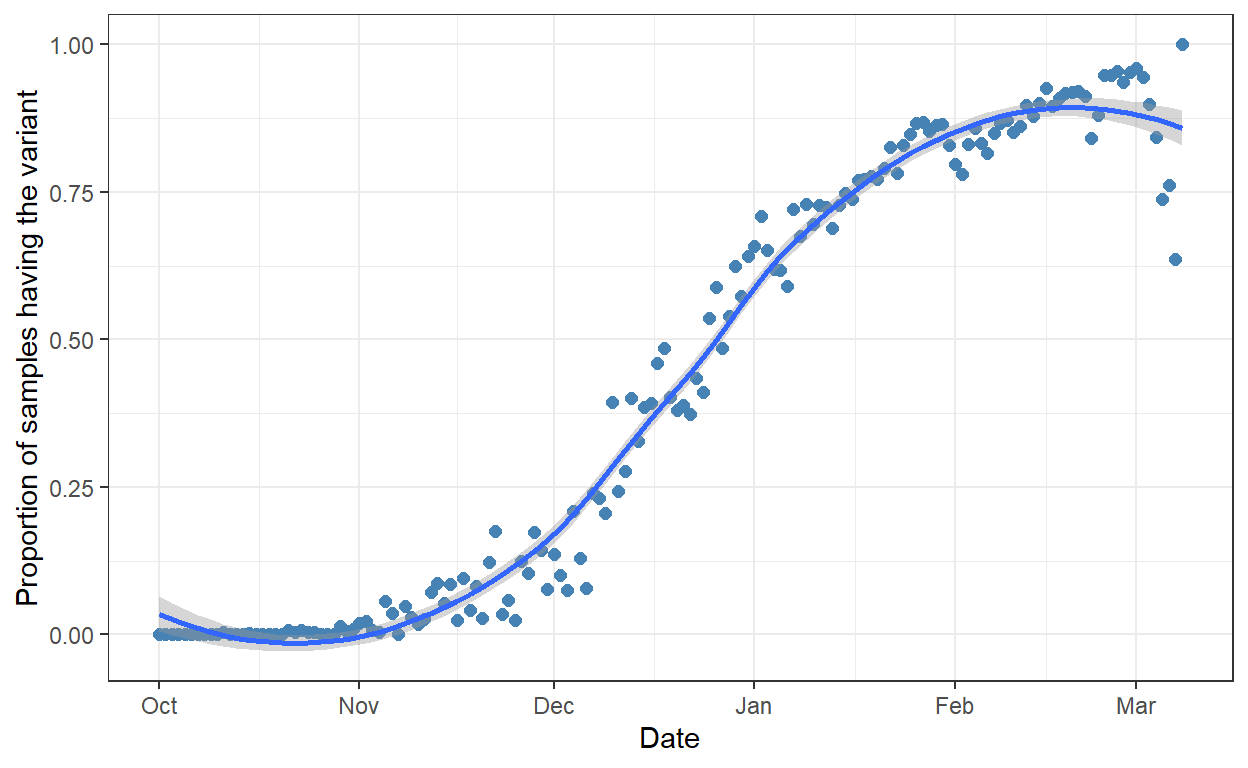 Proportion of samples having the variant
1.00
0.75
0.50
0.25
0.00
Oct Nov Dec Jan Feb Mar
Date